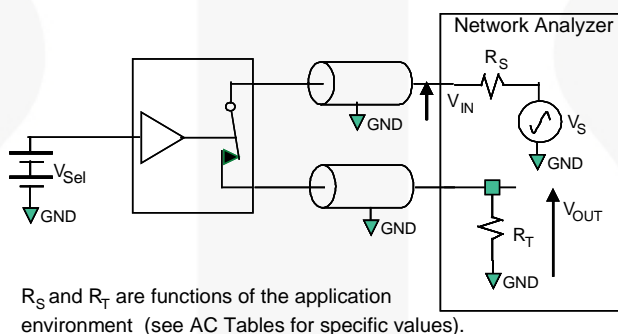 Network Analyzer
R_S
V_IN
V_S
GND
GND
V_Sel
GND
GND
V_OUT
R_T
GND
R_S and R_T are functions of the application
environment (see AC Tables for specific values).